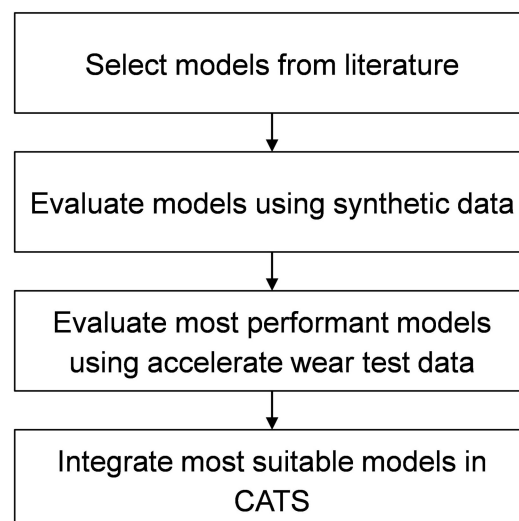 Select models from literature
Evaluate models using synthetic data
Evaluate most performant models
using accelerate wear test data
Integrate most suitable models in
CATS